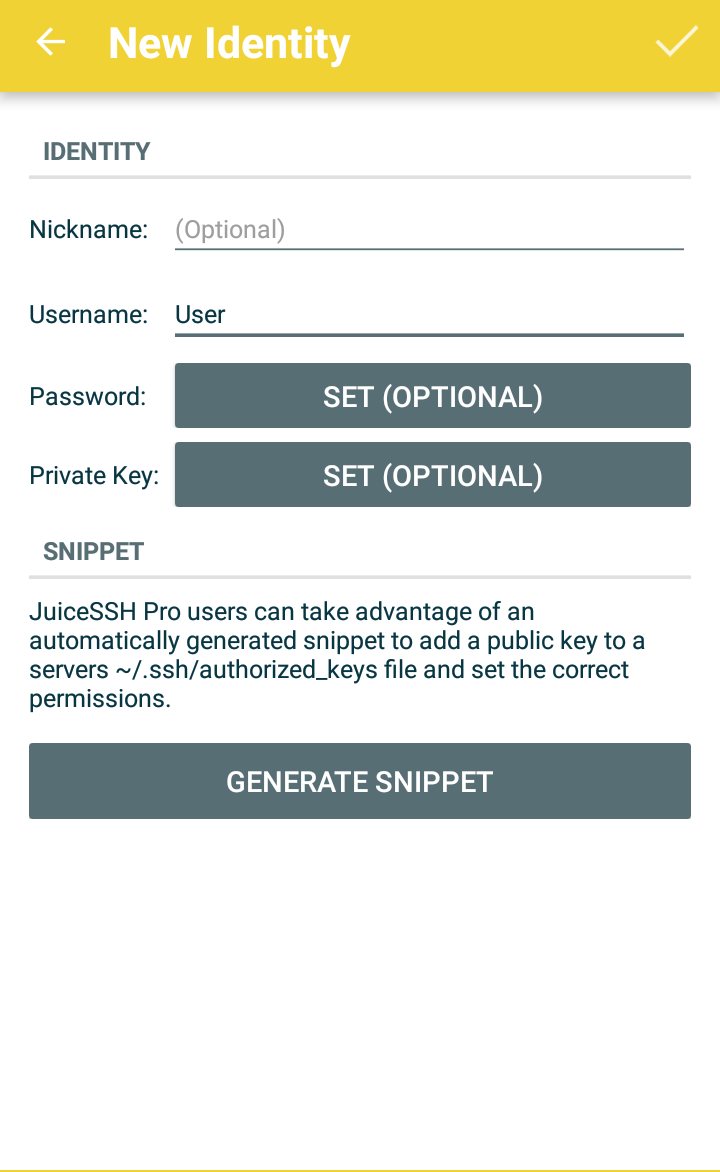 New Identity
IDENTITY
Nickname: (Optional)
Username: User
Password: SET (OPTIONAL)
Private Key: SET (OPTIONAL)
SNIPPET
JuiceSSH Pro users can take advantage of an
automatically generated snippet to add a public key to a
servers ~/.ssh/authorized_keys file and set the correct
permissions.
GENERATE SNIPPET